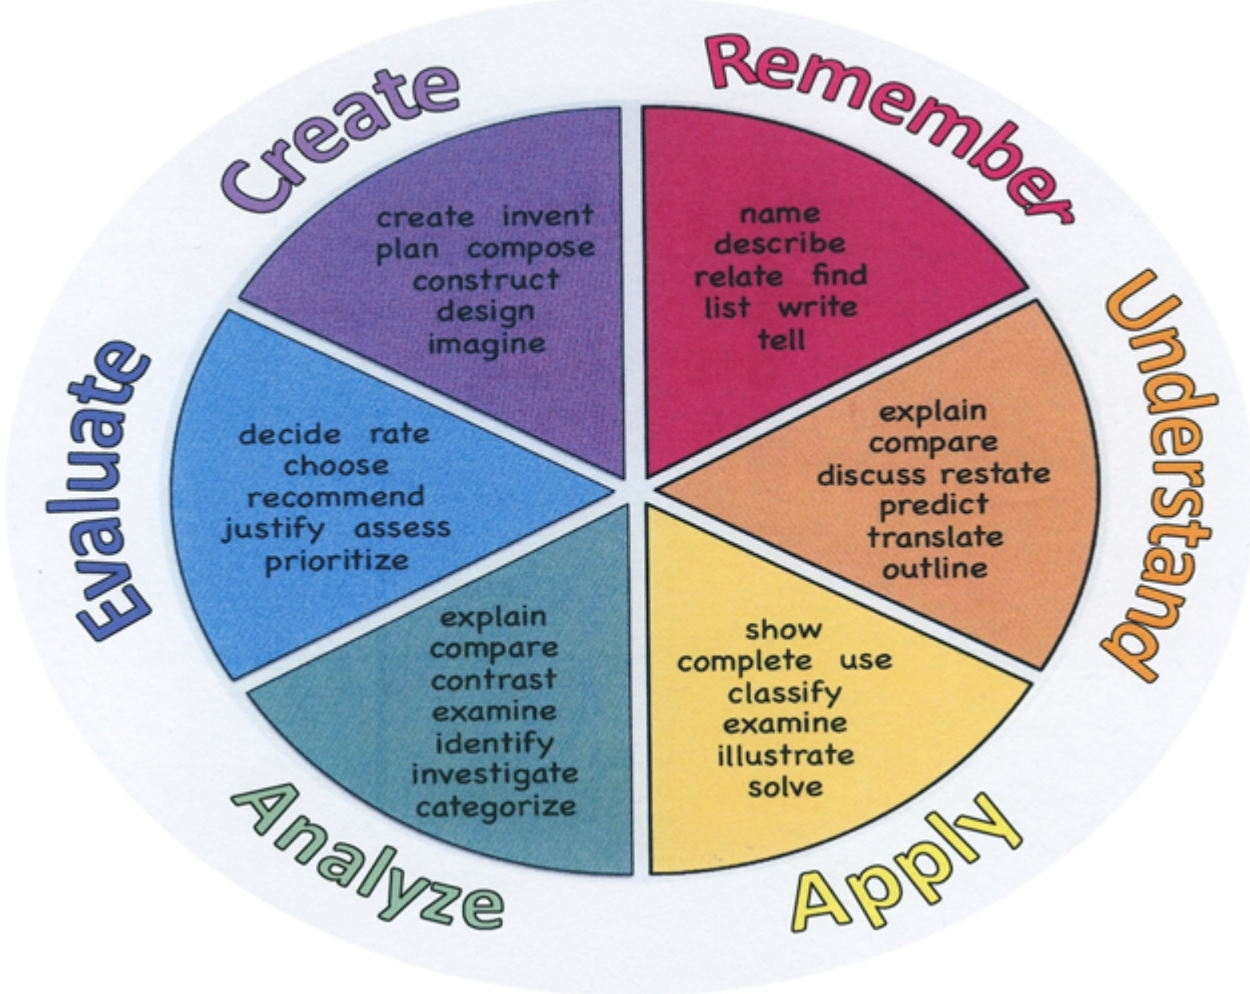 Create
Remember
create invent
plan compose
construct
design
imagine
name
describe
relate find
list write
tell
Understand
explain
compare
discuss restate
predict
translate
outline
Evaluate
decide rate
choose
recommend
justify assess
prioritize
explain
compare
contrast
examine
identify
investigate
categorize
Analyze
show
complete use
classify
examine
illustrate
solve
Apply